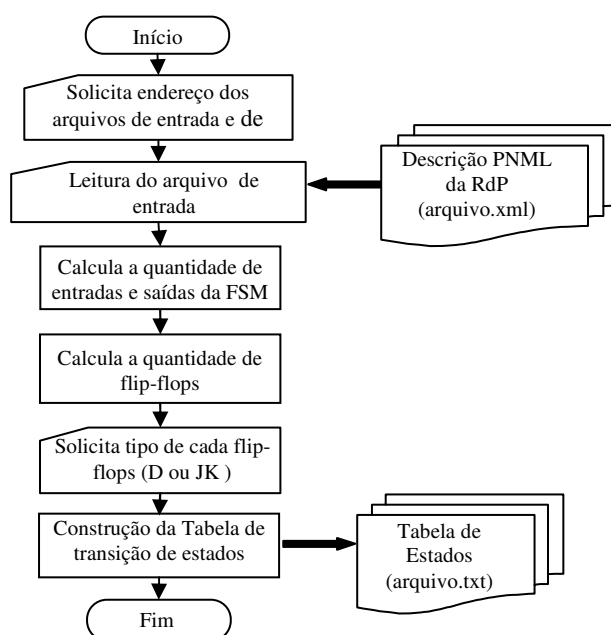 Início
Solicita endereço dos
arquivos de entrada e de
Leitura do arquivo de
entrada
Descrição PNML
da RdP
(arquivo.xml)
Calcula a quantidade de
entradas e saídas da FSM
Calcula a quantidade de
flip-flops
Solicita tipo de cada flip-
flops (D ou JK )
Construção da Tabela de
transição de estados
Tabela de
Estados
(arquivo.txt)
Fim